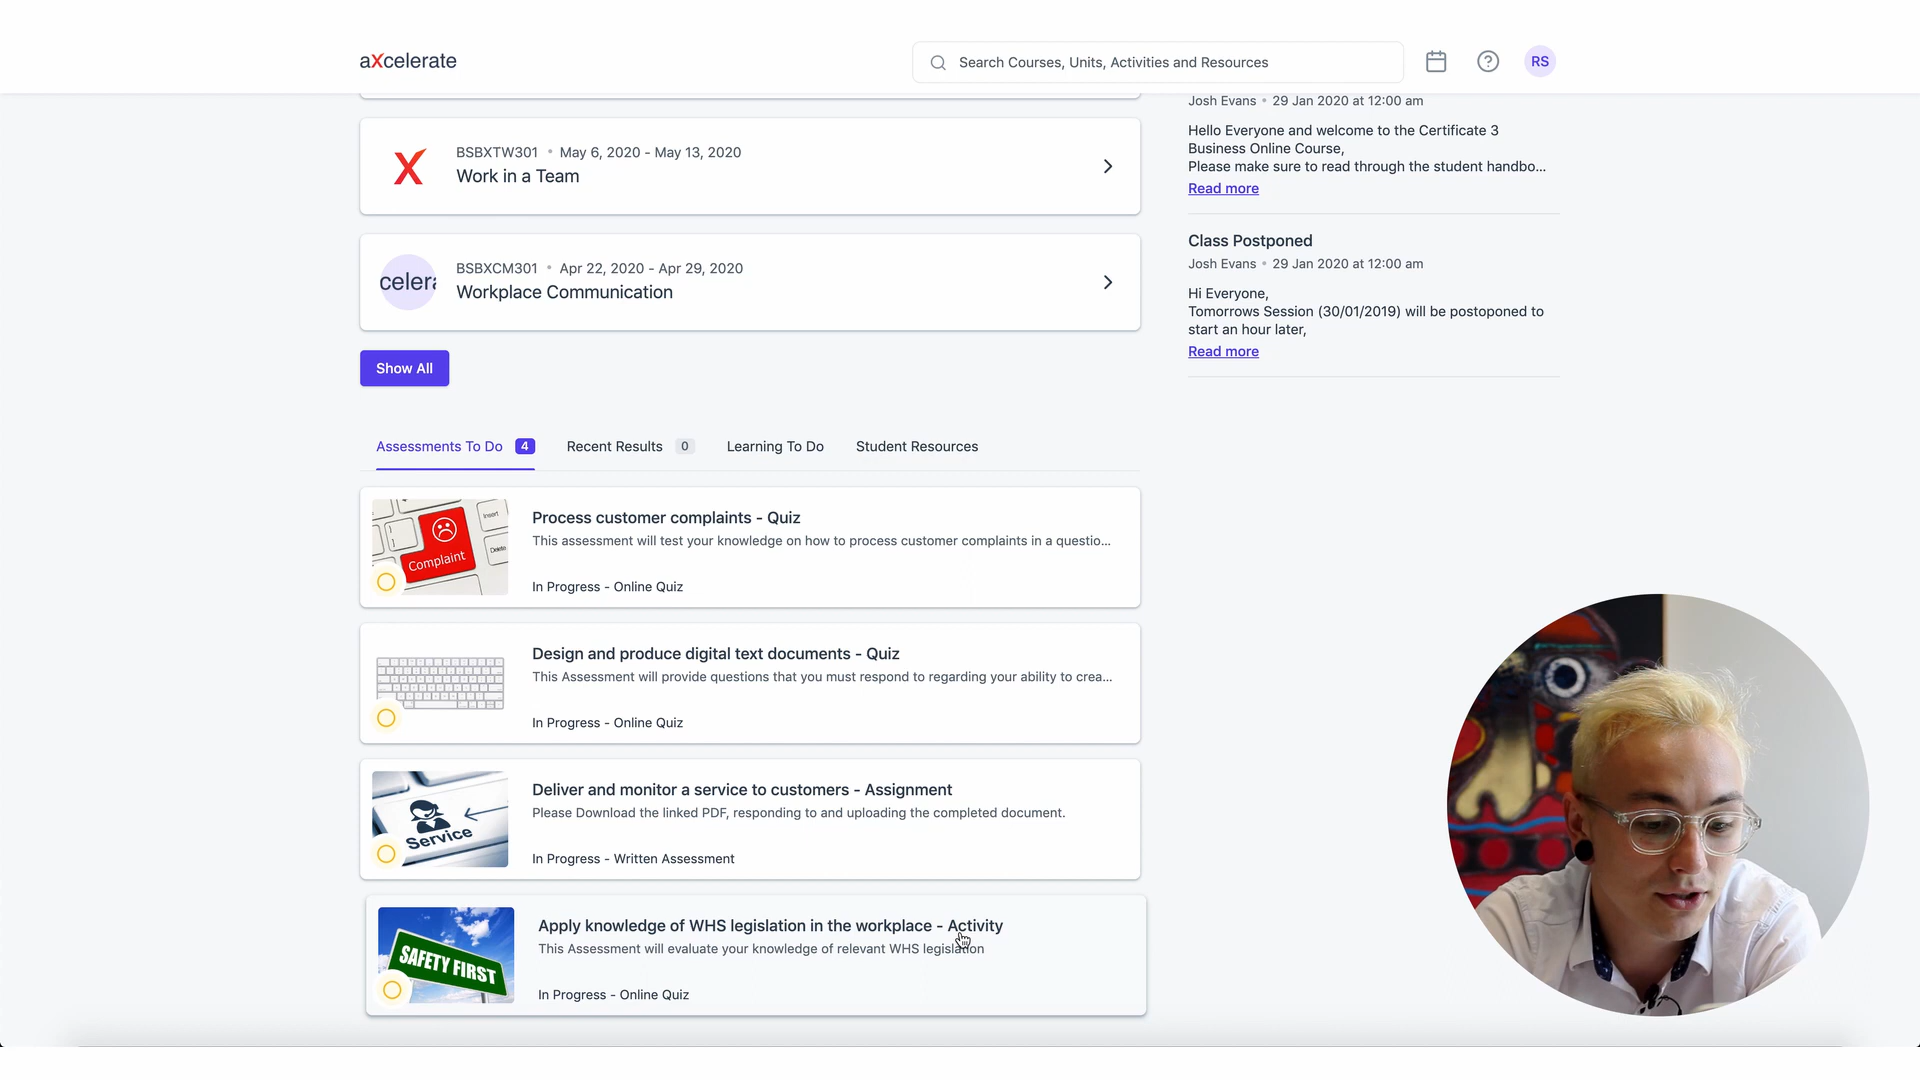 aXcelerate
Search Courses, Units, Activities and Resources
RS
BSBXTW301 • May 6, 2020 - May 13, 2020
Work in a Team
BSBXCM301 • Apr 22, 2020 - Apr 29, 2020
Workplace Communication
Show All
Josh Evans • 29 Jan 2020 at 12:00 am
Hello Everyone and welcome to the Certificate 3
Business Online Course,
Please make sure to read through the student handbo...
Read more
Class Postponed
Josh Evans • 29 Jan 2020 at 12:00 am
Hi Everyone,
Tomorrows Session (30/01/2019) will be postoponed to
start an hour later,
Read more
Assessments To Do 4
Recent Results 0
Learning To Do
Student Resources
Insert
Delete
Complaint
Process customer complaints - Quiz
This assessment will test your knowledge on how to process customer complaints in a questio...
In Progress - Online Quiz
Design and produce digital text documents - Quiz
This Assessment will provide questions that you must respond to regarding your ability to crea...
In Progress - Online Quiz
Service
Deliver and monitor a service to customers - Assignment
Please Download the linked PDF, responding to and uploading the completed document.
In Progress - Written Assessment
SAFETY FIRST
Apply knowledge of WHS legislation in the workplace - Activity
This Assessment will evaluate your knowledge of relevant WHS legislation
In Progress - Online Quiz